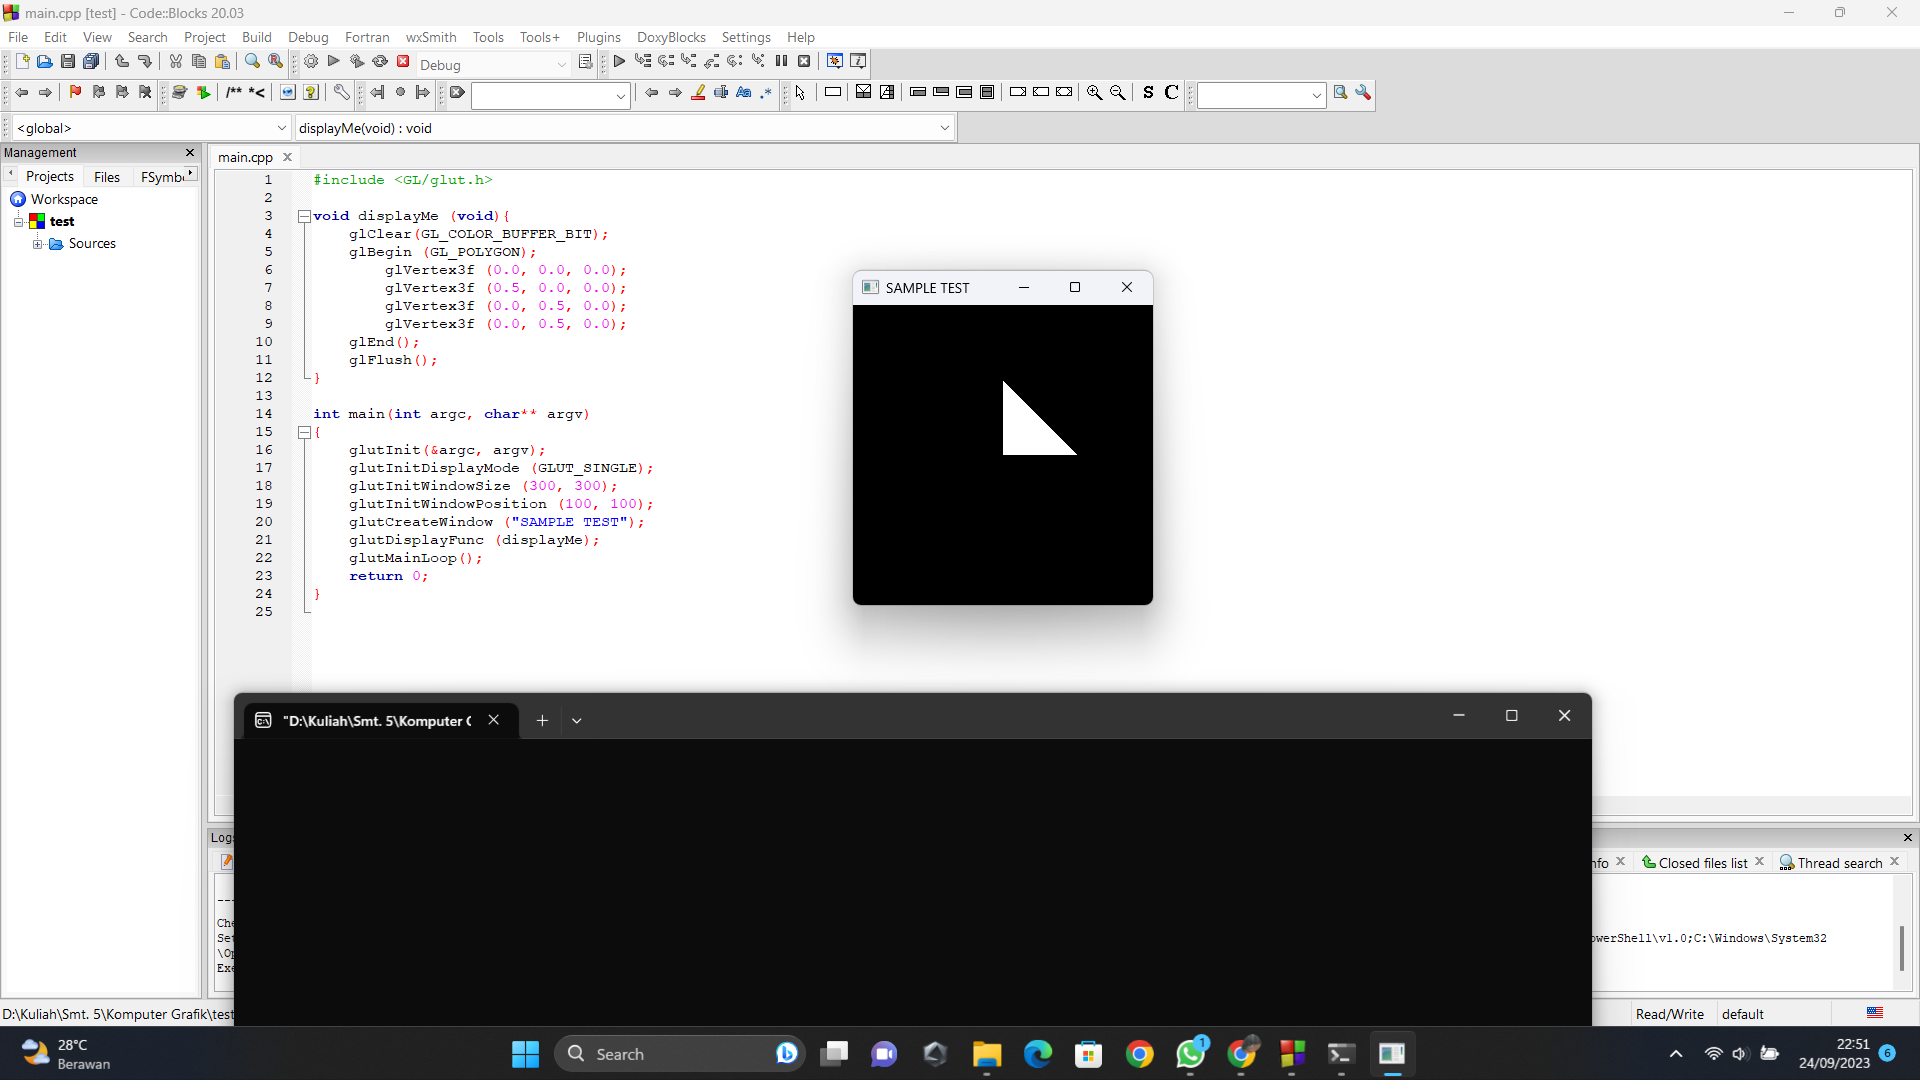 main.cpp [test] - Code::Blocks 20.03
File Edit View Search Project Build Debug Fortran wxSmith Tools Tools+ Plugins DoxyBlocks Settings Help
Debug
/** *<
Aa .*
S C
<global>
displayMe(void) : void
Management
main.cpp
Projects Files FSymb
Workspace
test
Sources
1 #include <GL/glut.h>
2
3 void displayMe (void){
4 glClear(GL_COLOR_BUFFER_BIT);
5 glBegin (GL_POLYGON);
6 glVertex3f (0.0, 0.0, 0.0);
7 glVertex3f (0.5, 0.0, 0.0);
8 glVertex3f (0.0, 0.5, 0.0);
9 glVertex3f (0.0, 0.5, 0.0);
10 glEnd();
11 glFlush();
12 }
13
14 int main(int argc, char** argv)
15 {
16 glutInit(&argc, argv);
17 glutInitDisplayMode (GLUT_SINGLE);
18 glutInitWindowSize (300, 300);
19 glutInitWindowPosition (100, 100);
20 glutCreateWindow ("SAMPLE TEST");
21 glutDisplayFunc (displayMe);
22 glutMainLoop();
23 return 0;
24 }
25
SAMPLE TEST
"D:\Kuliah\Smt. 5\Komputer
Logs
nfo Closed files list Thread search
Che
Set
\Op
Exe
owerShell\v1.0;C:\Windows\System32
D:\Kuliah\Smt. 5\Komputer Grafik\test
Read/Write default
28°C
Berawan
Search
1
22:51
24/09/2023
6